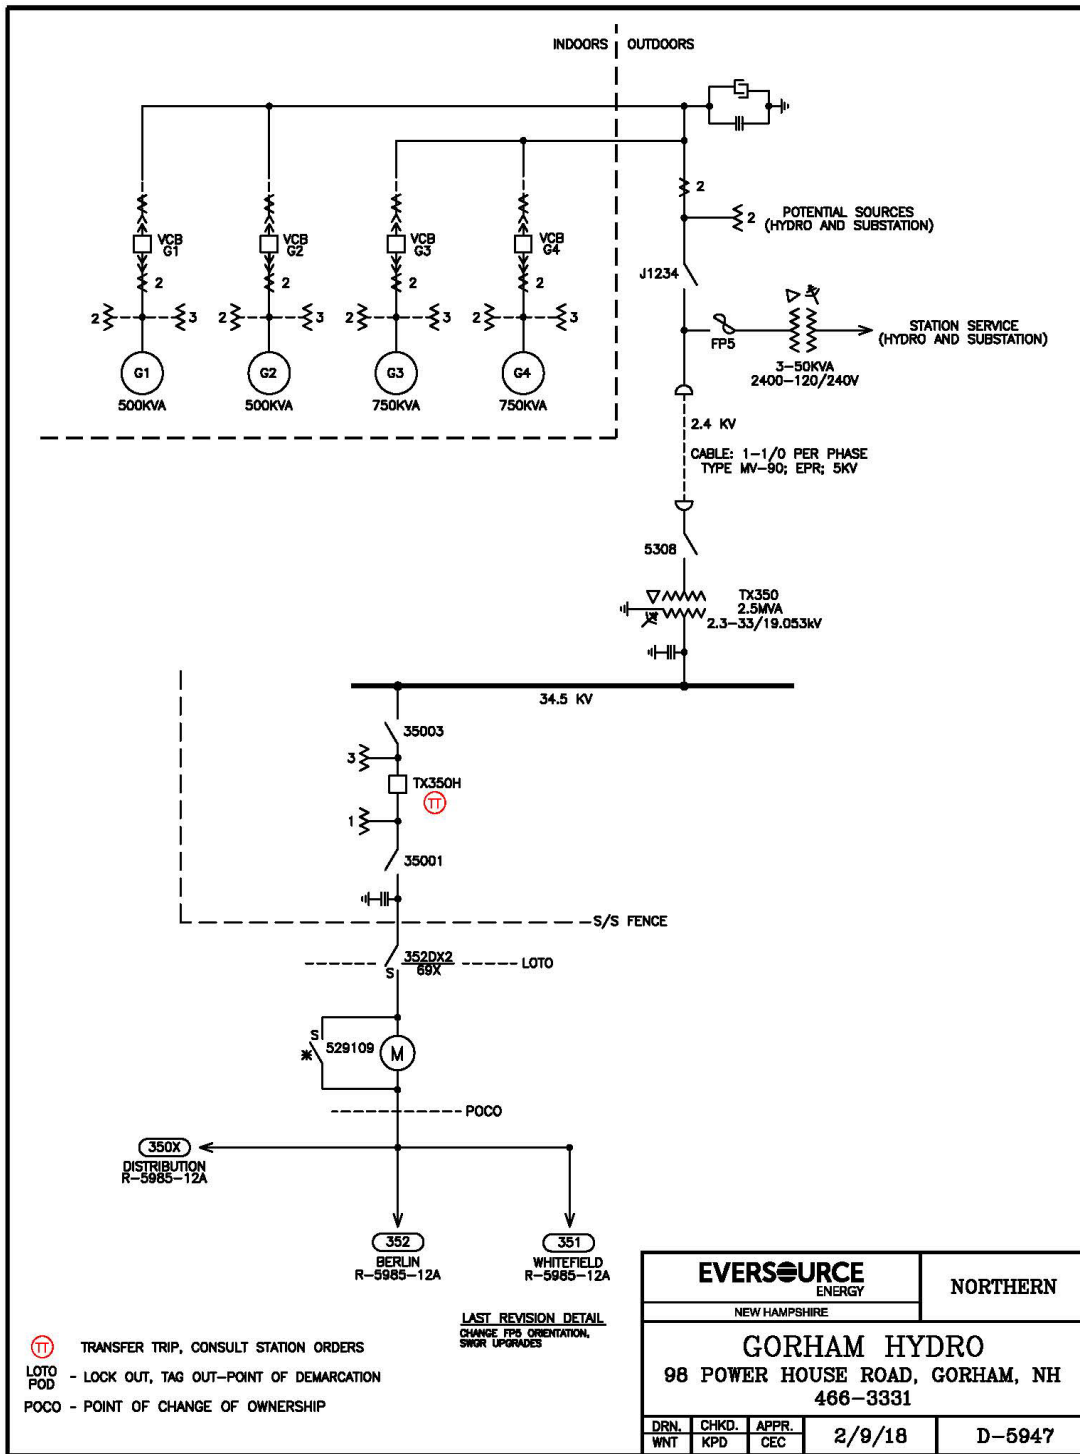 INDOORS OUTDOORS
2
2 POTENTIAL SOURCES
(HYDRO AND SUBSTATION)
VCB
G1
VCB
G2
VCB
G3
VCB
G4
2
2
2
2
2 3
2 3
2 3
2 3
G1
G2
G3
G4
500KVA
500KVA
750KVA
750KVA
J1234
FP5
3-50KVA
2400-120/240V
STATION SERVICE
(HYDRO AND SUBSTATION)
2.4 KV
CABLE: 1-1/0 PER PHASE
TYPE MV-90; EPR; 5KV
5308
TX350
2.5MVA
2.3-33/19.053kV
34.5 KV
35003
3
TX350H
TT
1
35001
S/S FENCE
352DX2
69X
S
LOTO
S
* 529109
M
POCO
350X
DISTRIBUTION
R-5985-12A
352
BERLIN
R-5985-12A
351
WHITEFIELD
R-5985-12A
LAST REVISION DETAIL
CHANGE FP5 ORIENTATION,
SWGR UPGRADES
TT TRANSFER TRIP, CONSULT STATION ORDERS
LOTO
POD - LOCK OUT, TAG OUT-POINT OF DEMARCATION
POCO - POINT OF CHANGE OF OWNERSHIP
EVERSOURCE
ENERGY
NEW HAMPSHIRE
NORTHERN
GORHAM HYDRO
98 POWER HOUSE ROAD, GORHAM, NH
466-3331
DRN. CHKD. APPR.
WNT KPD CEC
2/9/18
D-5947